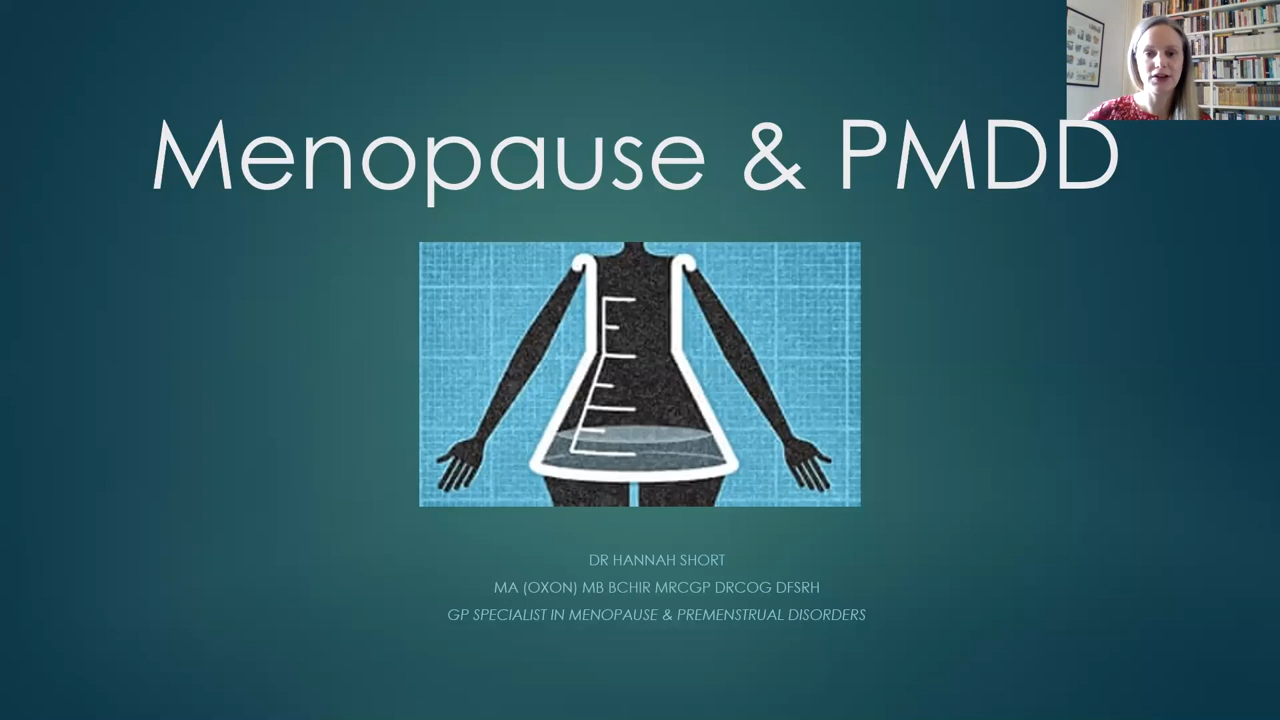 Menopause & PMDD
DR HANNAH SHORT
MA (OXON) MB BCHIR MRCGP DRCOG DFSRH
GP SPECIALIST IN MENOPAUSE & PREMENSTRUAL DISORDERS